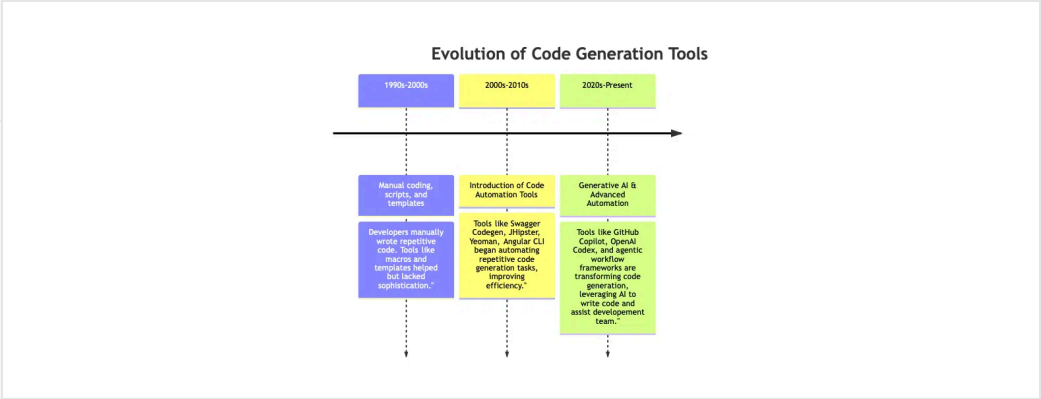 Evolution of Code Generation Tools
1990s-2000s
2000s-2010s
2020s-Present
Manual coding,
scripts, and
templates
Developers manually
wrote repetitive
code. Tools like
macros and
templates helped
but lacked
sophistication."
Introduction of Code
Automation Tools
Tools like Swagger
Codegen, JHipster,
Yeoman, Angular CLI
began automating
repetitive code
generation tasks,
improving
efficiency."
Generative AI &
Advanced
Automation
Tools like GitHub
Copilot, OpenAI
Codex, and agentic
workflow
frameworks are
transforming code
generation,
leveraging AI to
write code and
assist developement
team."